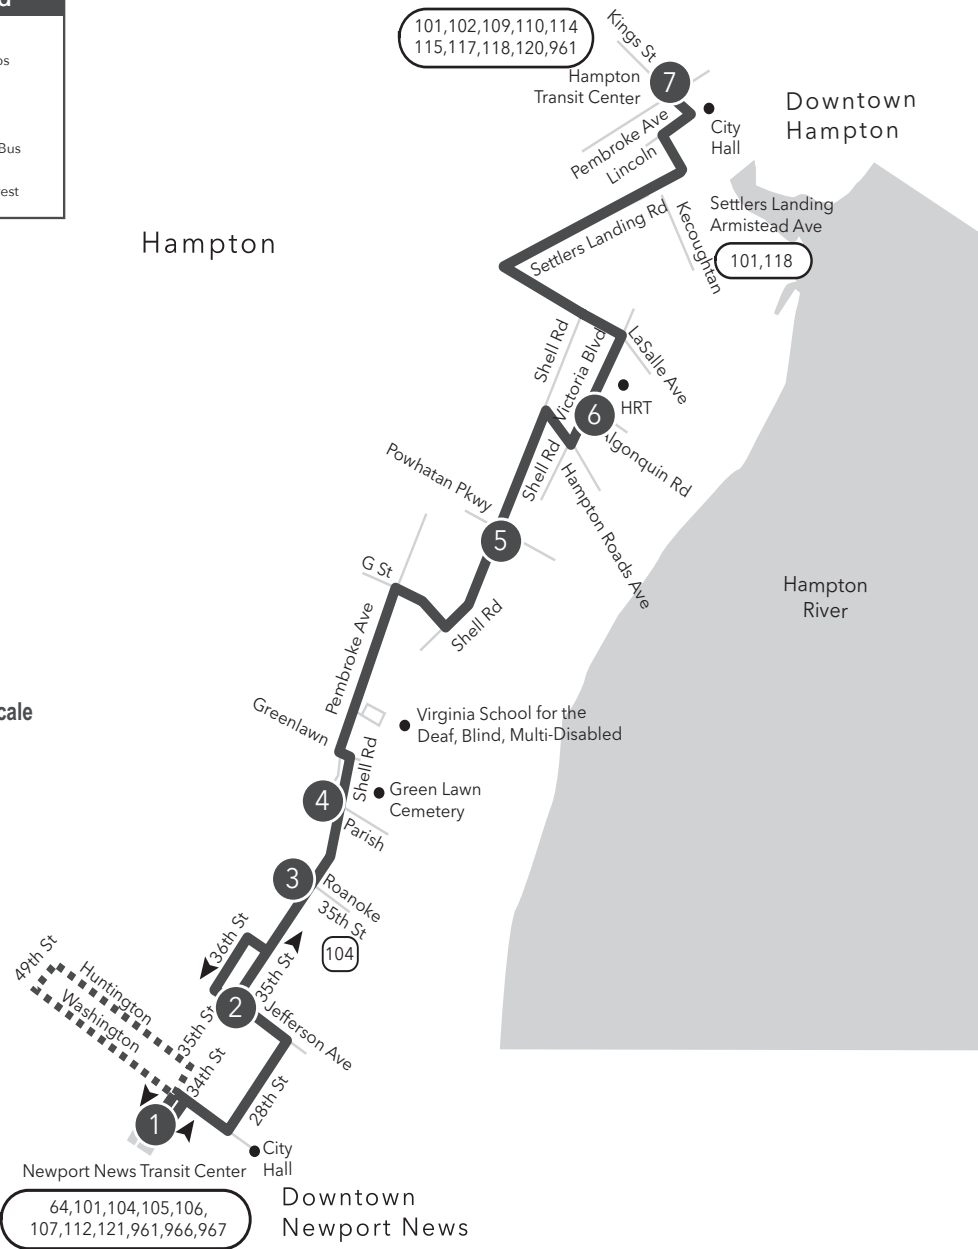 101,102,109,110,114
115,117,118,120,961
Kings St
Hampton
Transit Center
7
Downtown
Hampton
City
Hall
Pembroke Ave
Lincoln
Bus
Hampton
Settlers Landing Rd
Kecoughtan
Settlers Landing
Armistead Ave
101,118
Shell Rd
Victoria Blvd
LaSalle Ave
HRT
6
Algonquin Rd
Shell Rd
Powhatan Pkwy
Hampton Roads Ave
5
G St
Shell Rd
Hampton
River
Pembroke Ave
Greenlawn
Virginia School for the
Deaf, Blind, Multi-Disabled
Shell Rd
Green Lawn
Cemetery
4
Parish
3
Roanoke
35th St
104
36th St
35th St
49th St
Huntington
Washington
2
Jefferson Ave
35th St
34th St
28th St
1
City
Hall
Newport News Transit Center
64,101,104,105,106,
107,112,121,961,966,967
Downtown
Newport News